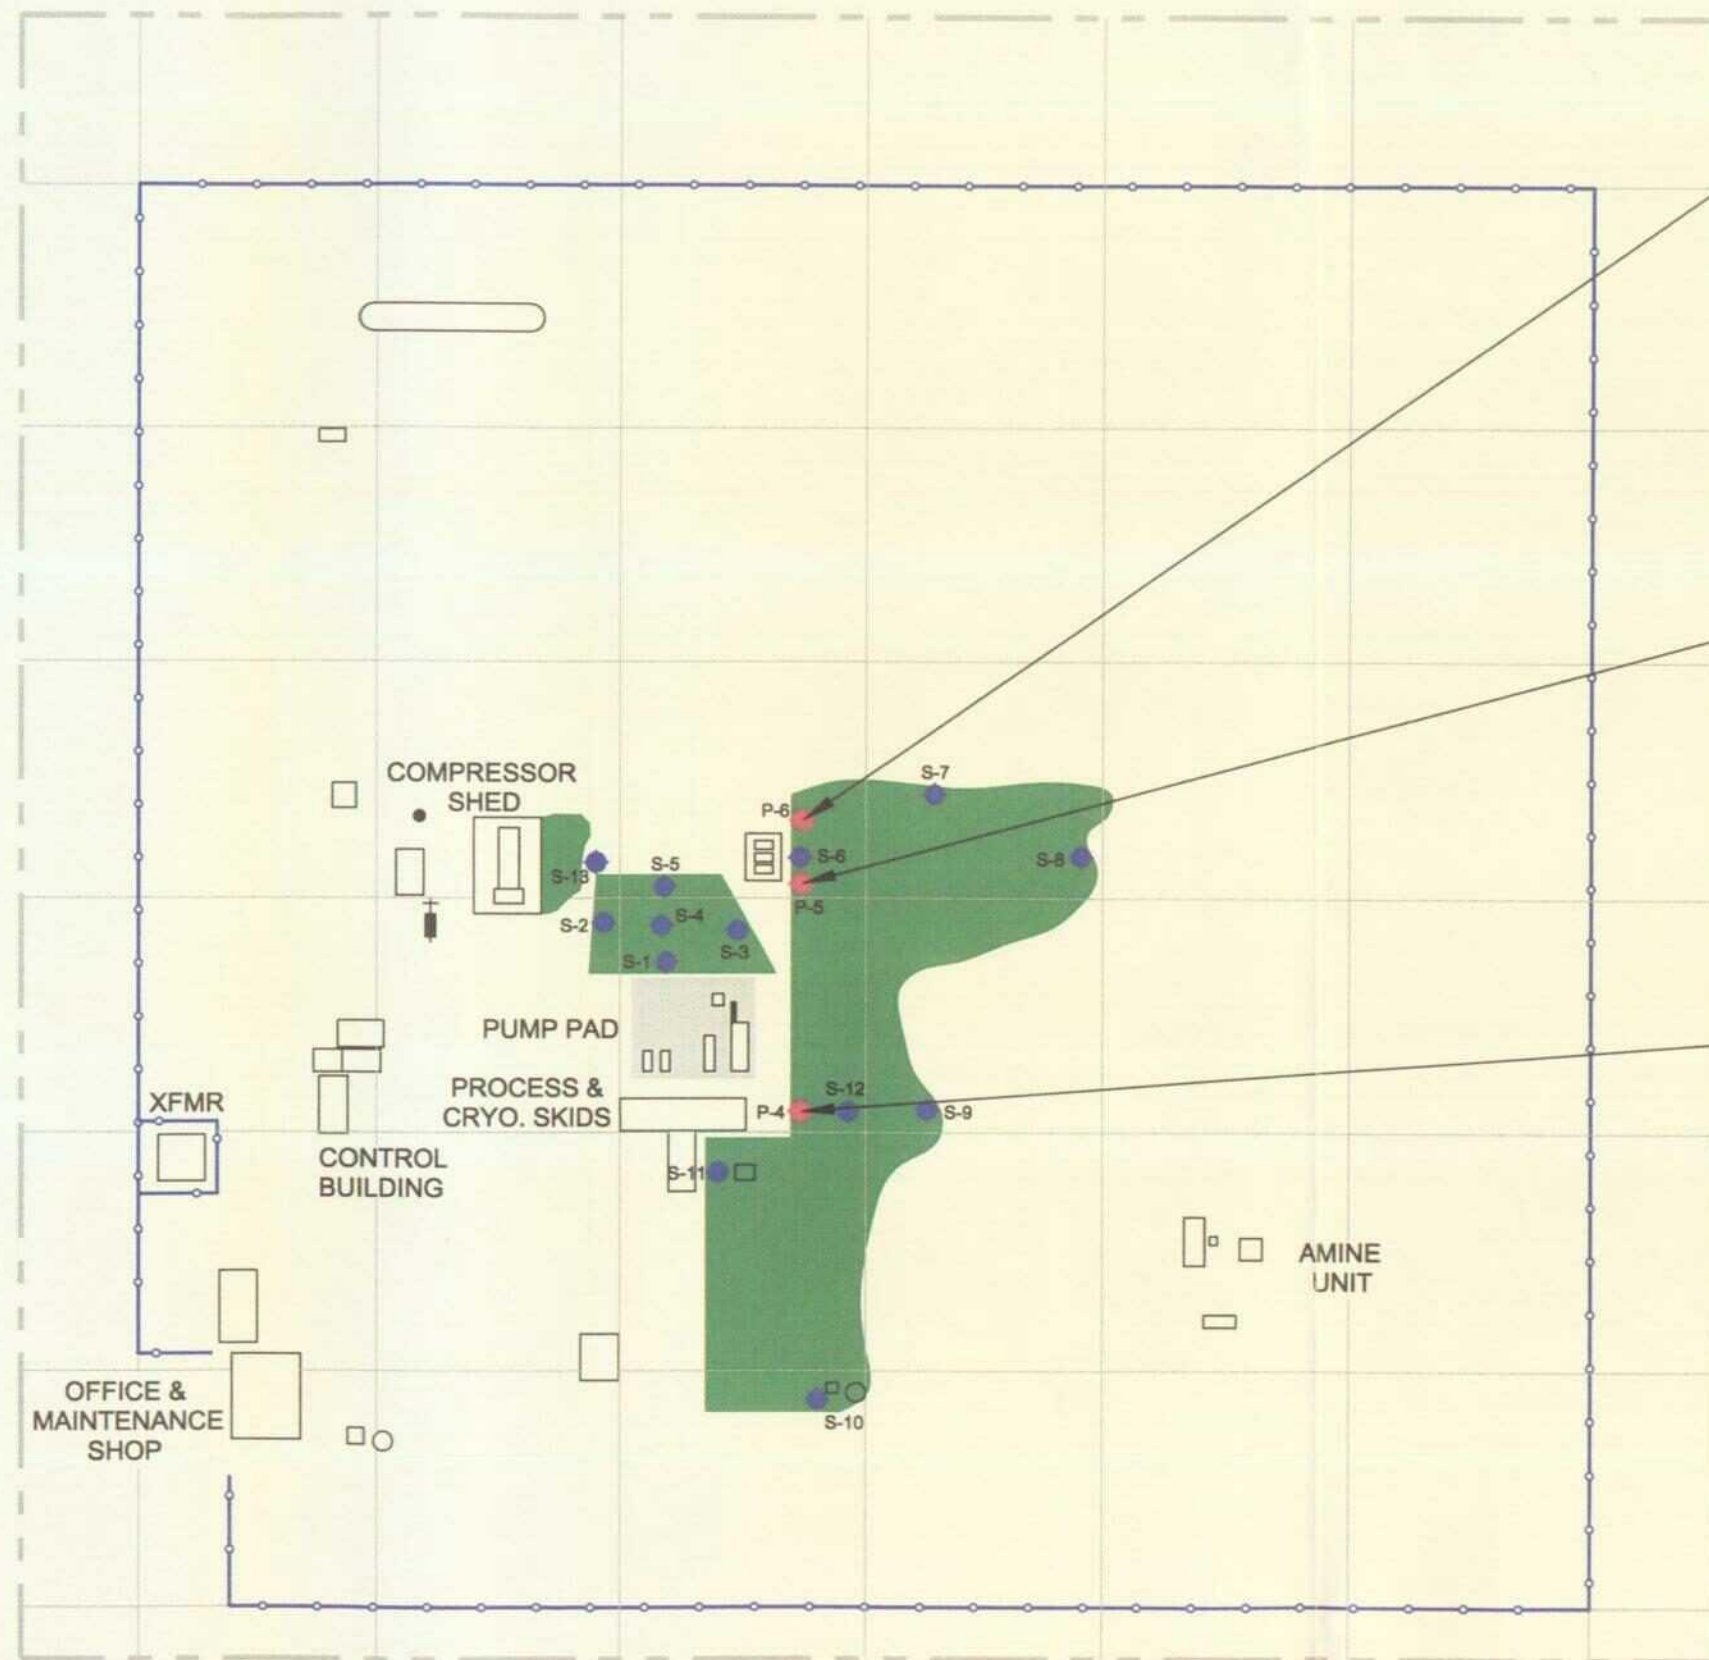 COMPRESSOR
SHED
S-7
P-6
S-6
S-8
S-13
S-5
P-5
S-2
S-4
S-3
S-1
PUMP PAD
PROCESS &
CRYO. SKIDS
S-12
P-4
S-9
XFMR
CONTROL
BUILDING
S-11
AMINE
UNIT
OFFICE &
MAINTENANCE
SHOP
S-10